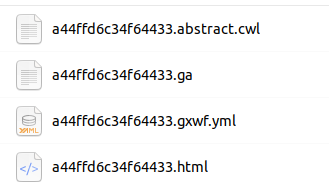 a44ffd6c34f64433.abstract.cwl
a44ffd6c34f64433.ga
a44ffd6c34f64433.gxwf.yml
a44ffd6c34f64433.html